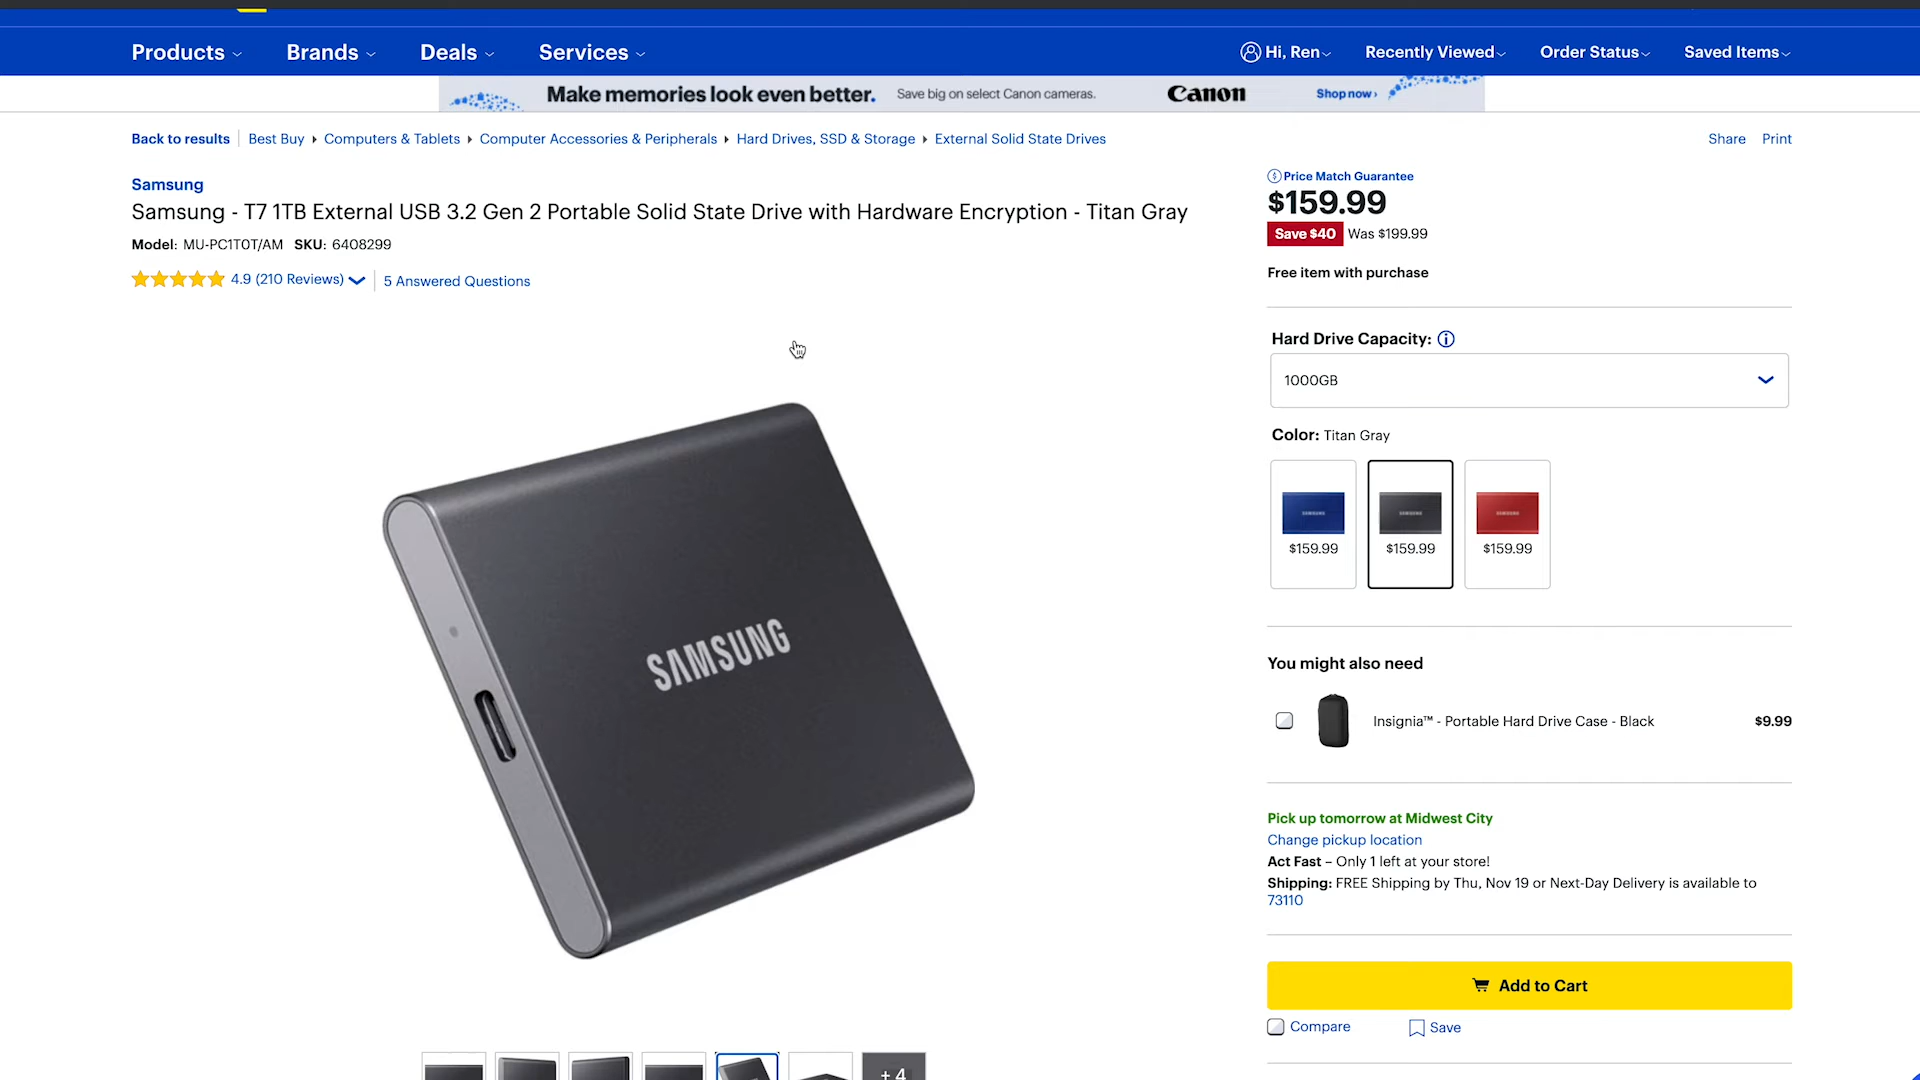 Products
Brands
Deals
Services
Hi, Ren
Recently Viewed
Order Status
Saved Items
Make memories look even better.
Save big on select Canon cameras.
Canon
Shop now›
Back to results
Best Buy
Computers & Tablets
Computer Accessories & Peripherals
Hard Drives, SSD & Storage
External Solid State Drives
Share
Print
Samsung
Samsung - T7 1TB External USB 3.2 Gen 2 Portable Solid State Drive with Hardware Encryption - Titan Gray
Model: MU-PC1T0T/AM SKU: 6408299
4.9 (210 Reviews)
5 Answered Questions
SAMSUNG
+ 4
Price Match Guarantee
$159.99
Save $40 Was $199.99
Free item with purchase
Hard Drive Capacity:
1000GB
Color: Titan Gray
SAMSUNG
SAMSUNG
SAMSUNG
$159.99
$159.99
$159.99
You might also need
Insignia™ - Portable Hard Drive Case - Black
$9.99
Pick up tomorrow at Midwest City
Change pickup location
Act Fast – Only 1 left at your store!
Shipping: FREE Shipping by Thu, Nov 19 or Next-Day Delivery is available to
73110
Add to Cart
Compare
Save